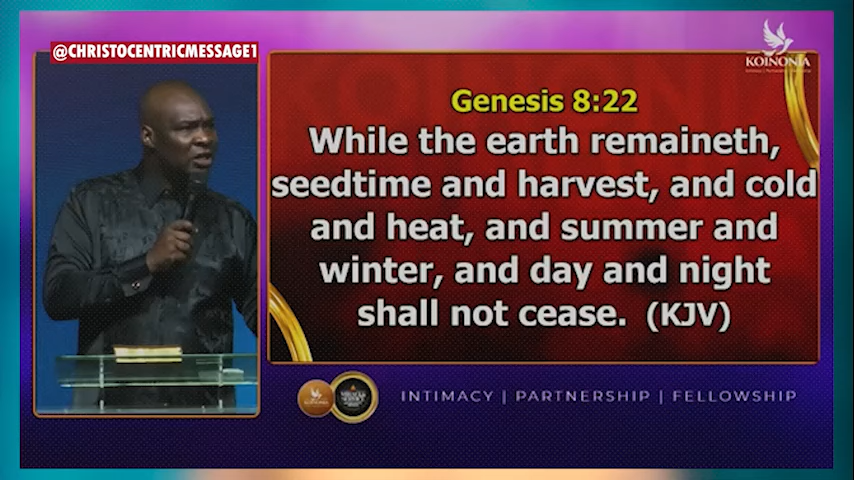 @CHRISTOCENTRICMESSAGE1
KOINONIA
Genesis 8:22
While the earth remaineth,
seedtime and harvest, and cold
and heat, and summer and
winter, and day and night
shall not cease. (KJV)
INTIMACY | PARTNERSHIP | FELLOWSHIP